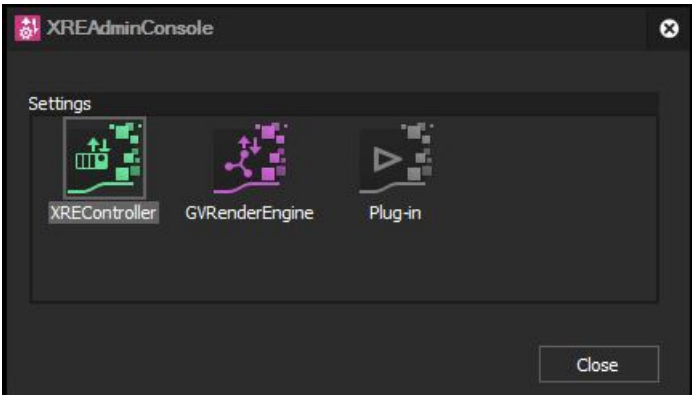 XREAdminConsole
Settings
XREController GVRenderEngine Plug-in
Close